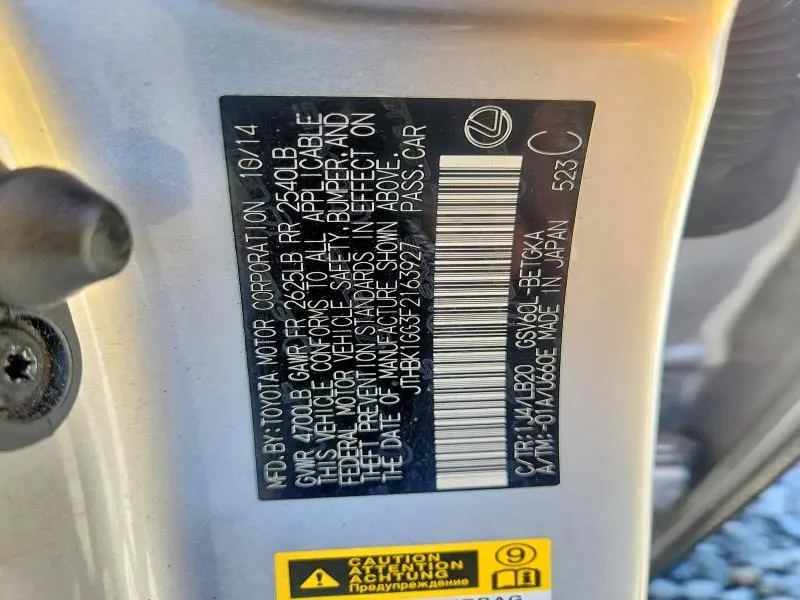 MFD. BY: TOYOTA MOTOR CORPORATION 10/14
GVWR 4700LB GAWR FR 2625LB RR 2540LB
THIS VEHICLE CONFORMS TO ALL APPLICABLE
FEDERAL MOTOR VEHICLE SAFETY, BUMPER, AND
THEFT PREVENTION STANDARDS IN EFFECT ON
THE DATE OF MANUFACTURE SHOWN ABOVE.
JTHBK1GG3F2163927 PASS. CAR
C/TR: 1J4/LB20 GSV60L-BETGKA
A/TM: -01A/U660E MADE IN JAPAN 523 C
CAUTION
ATTENTION
ACHTUNG
Предупреждение
9